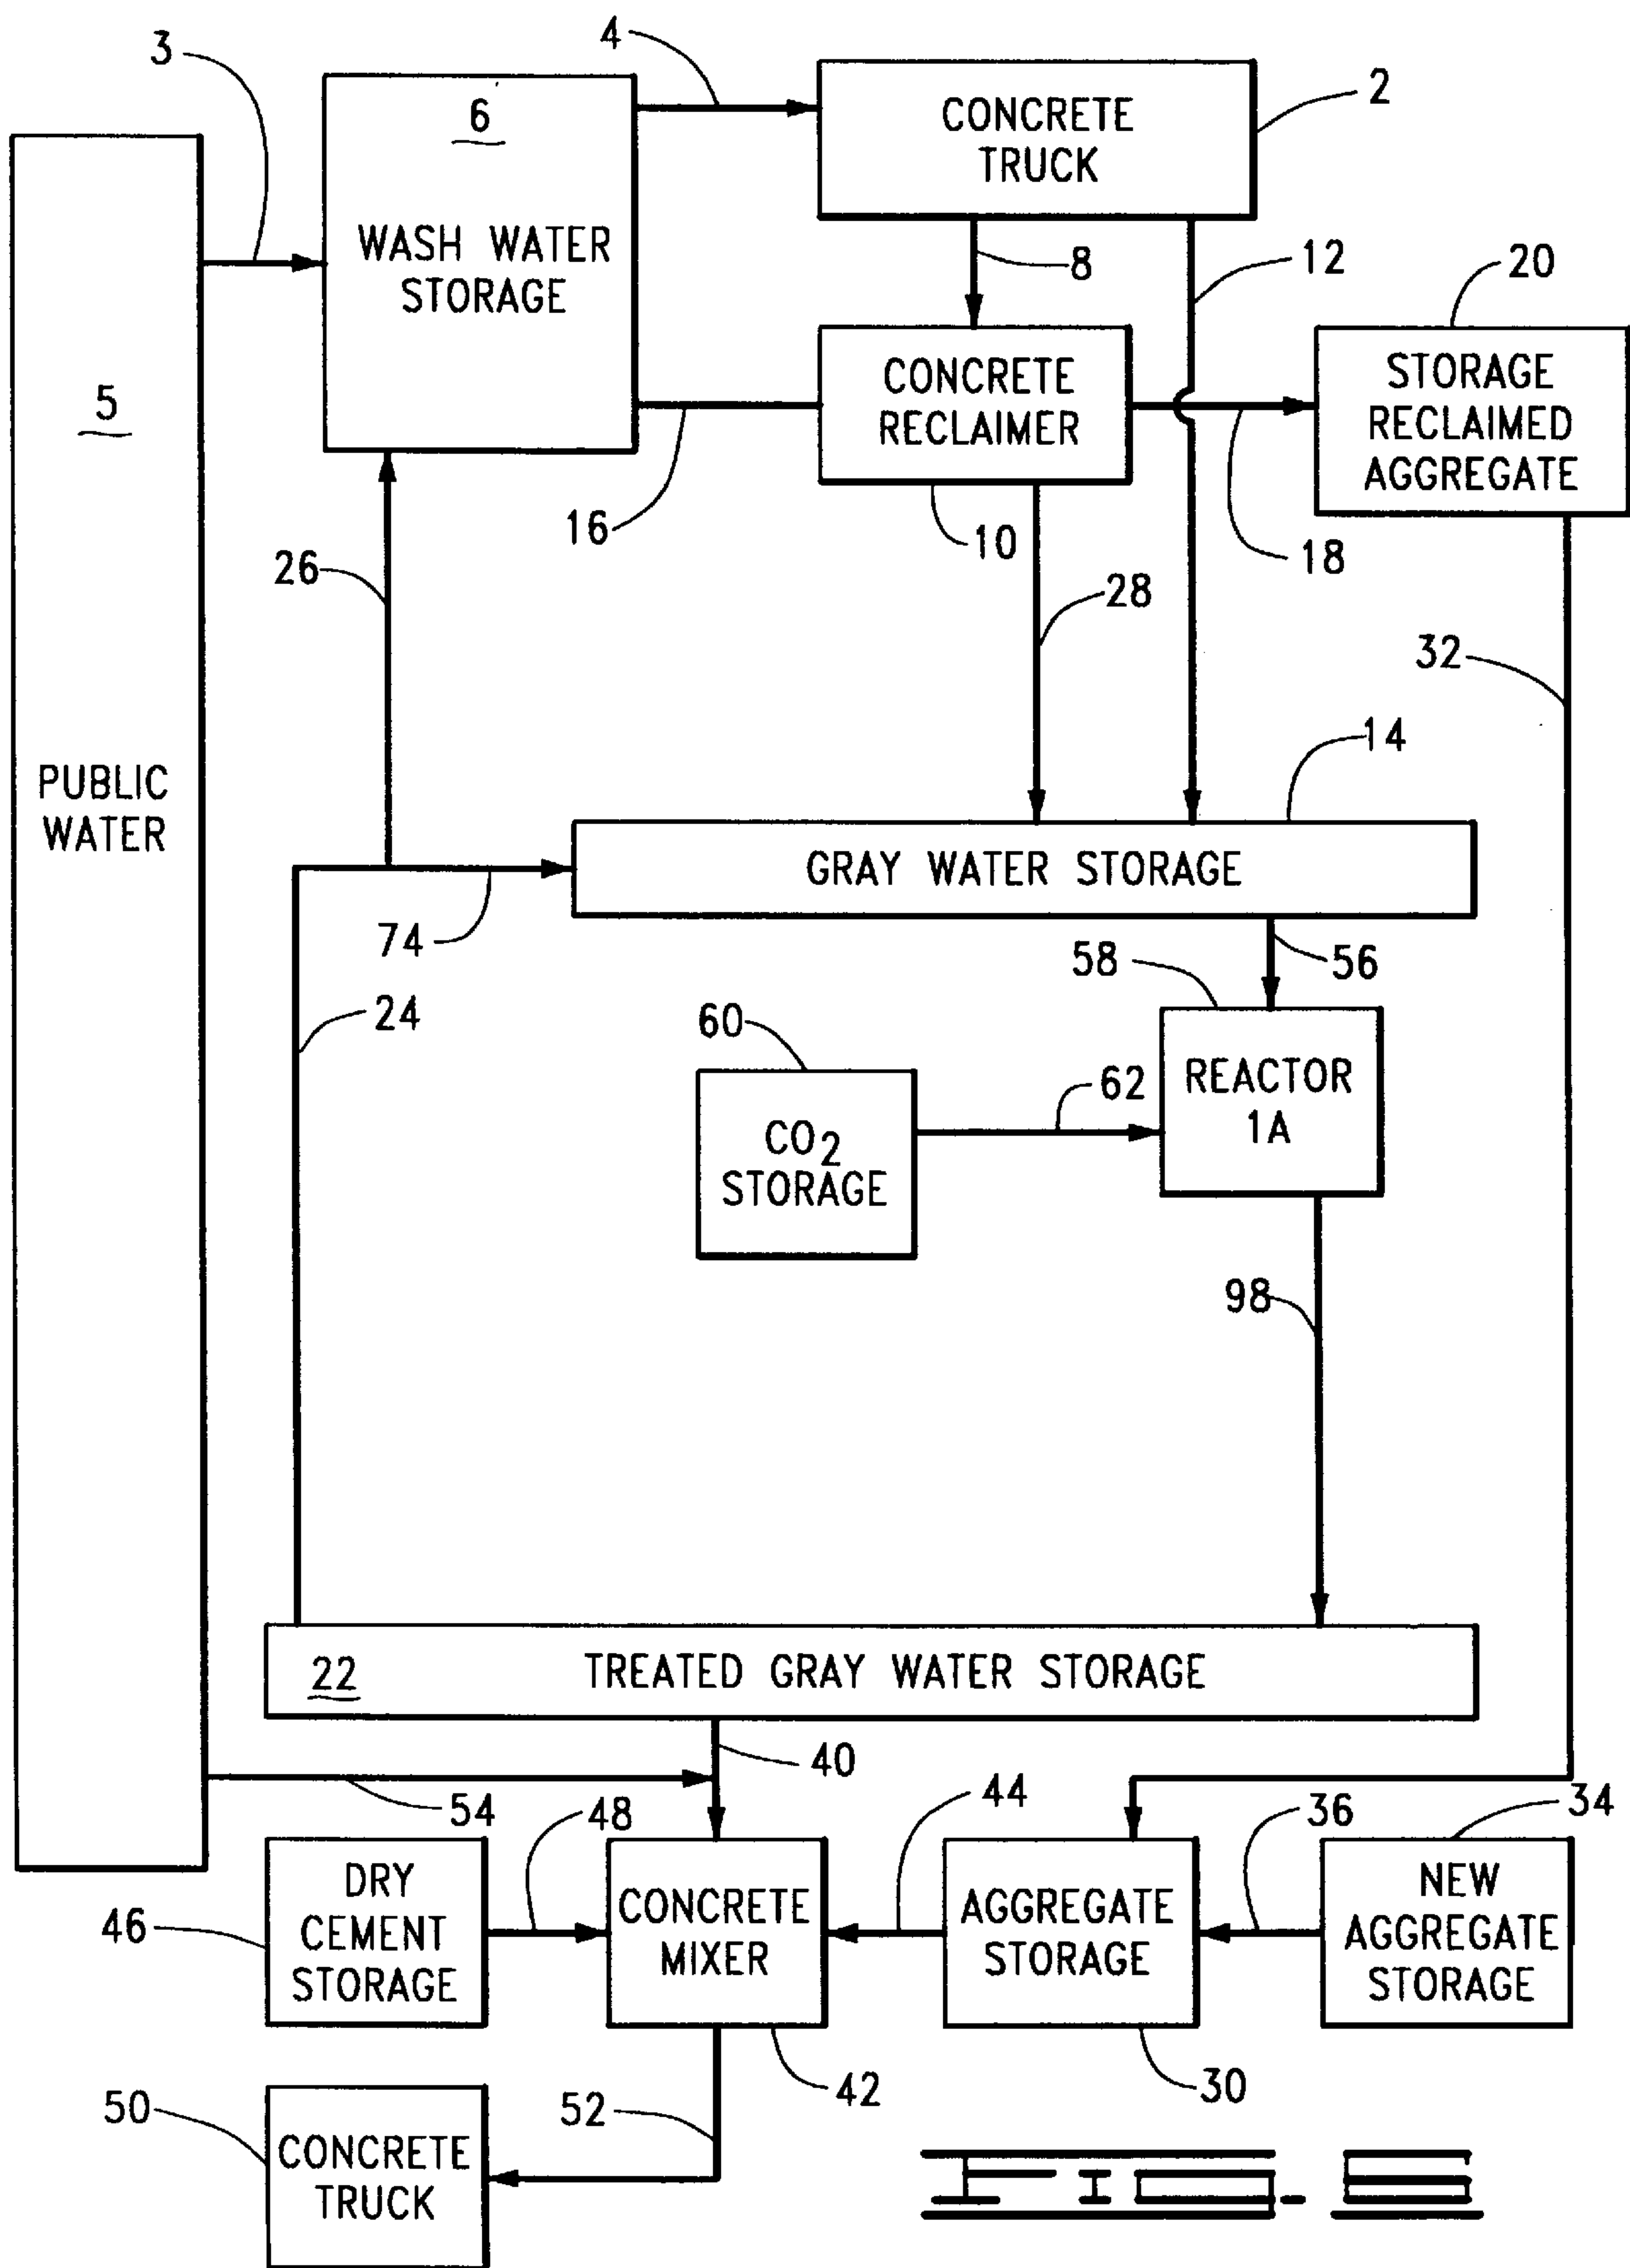 3
4
6
WASH WATER
STORAGE
CONCRETE
TRUCK
2
5
PUBLIC
WATER
8
12
20
CONCRETE
RECLAIMER
STORAGE
RECLAIMED
AGGREGATE
16
10
18
26
28
32
14
GRAY WATER STORAGE
74
56
58
24
60
62
REACTOR
1A
CO2
STORAGE
98
22
TREATED GRAY WATER STORAGE
40
54
48
44
36
34
46
DRY
CEMENT
STORAGE
CONCRETE
MIXER
AGGREGATE
STORAGE
NEW
AGGREGATE
STORAGE
50
52
42
30
CONCRETE
TRUCK